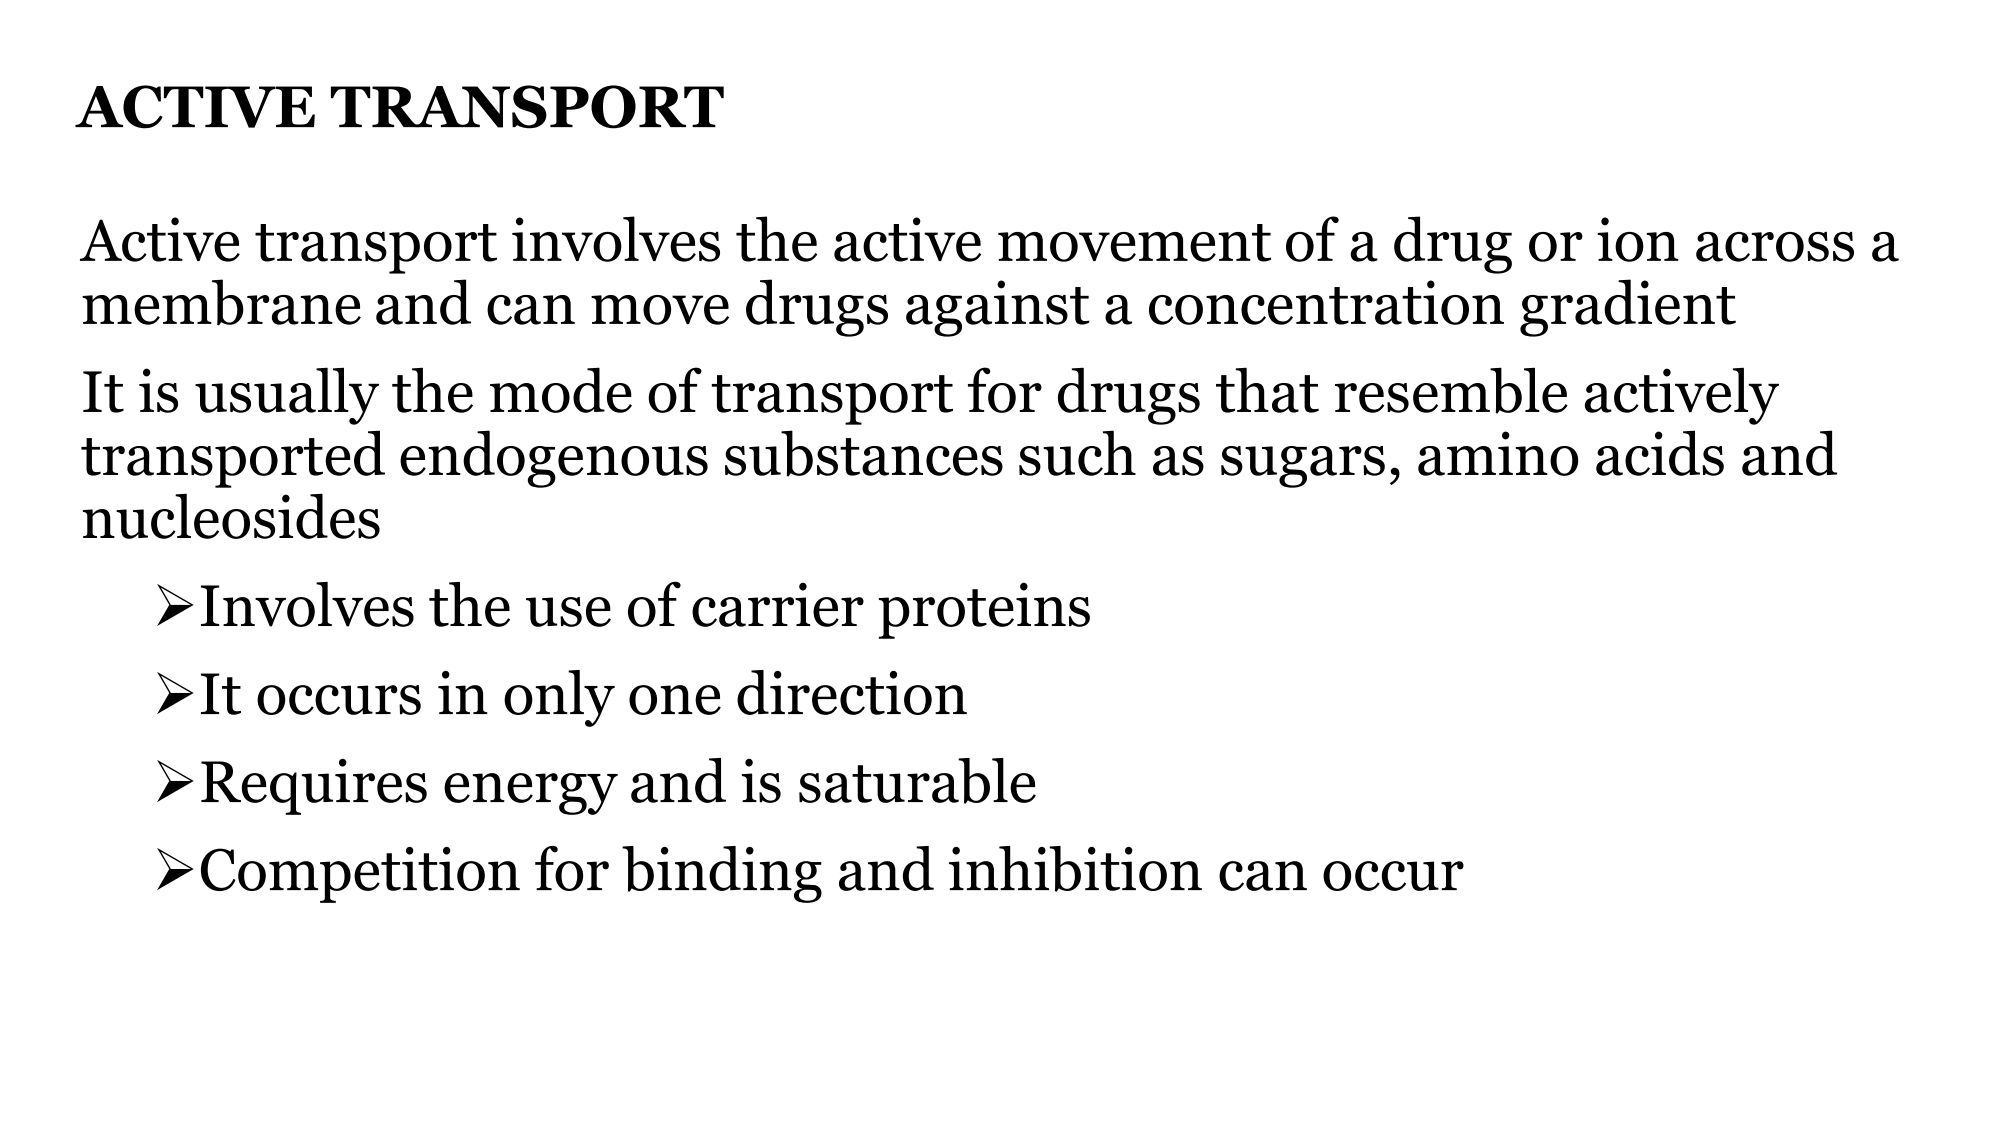 ACTIVE TRANSPORT
Active transport involves the active movement of a drug or ion across a
membrane and can move drugs against a concentration gradient
It is usually the mode of transport for drugs that resemble actively
transported endogenous substances such as sugars, amino acids and
nucleosides
➢Involves the use of carrier proteins
➢It occurs in only one direction
➢Requires energy and is saturable
➢Competition for binding and inhibition can occur